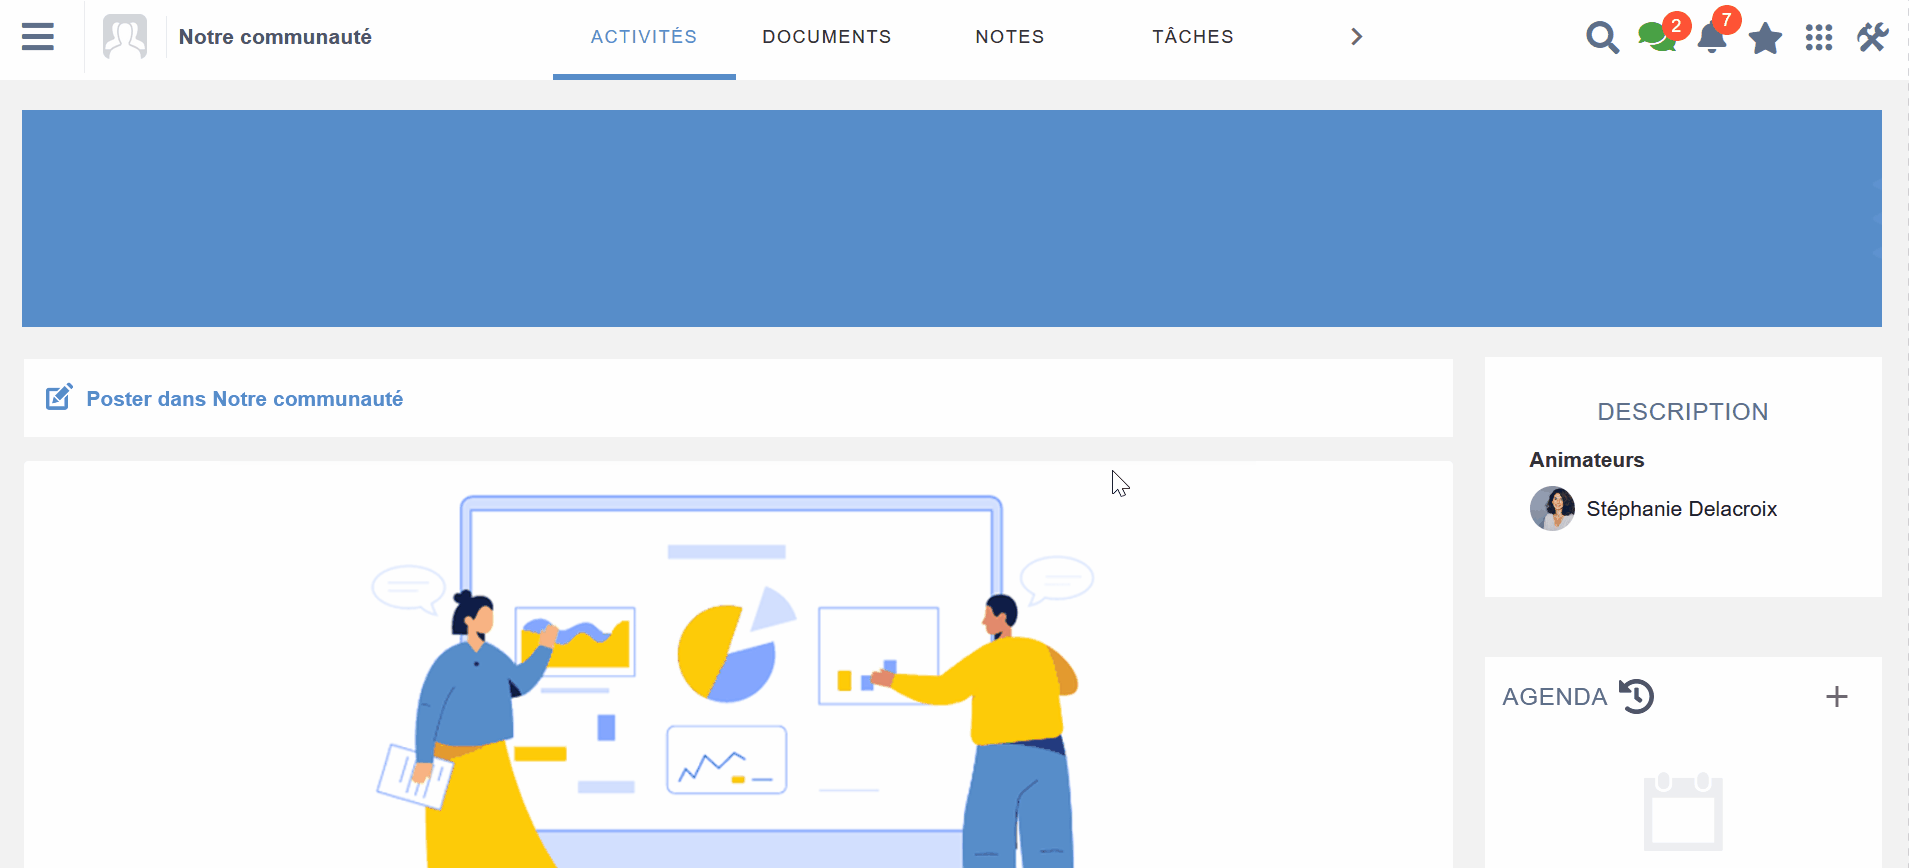 Notre communauté
ACTIVITÉS
DOCUMENTS
NOTES
TÂCHES
2
7
Poster dans Notre communauté
DESCRIPTION
Animateurs
Stéphanie Delacroix
AGENDA